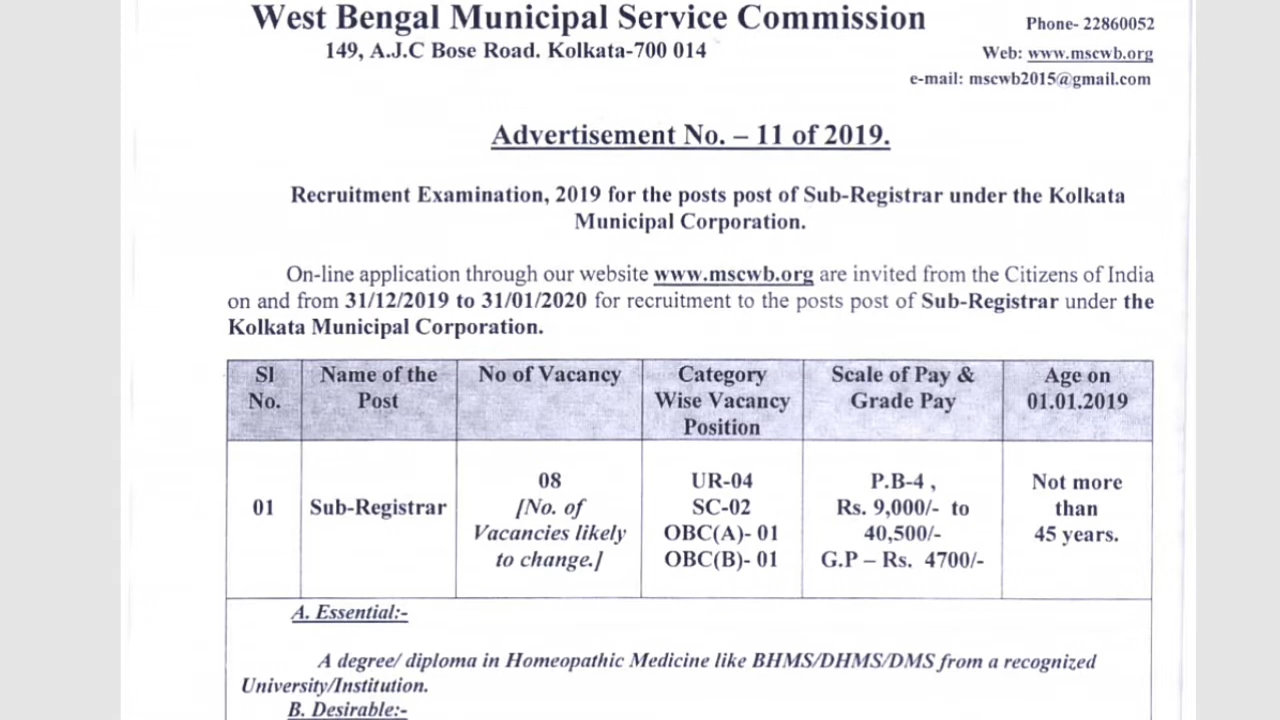 West Bengal Municipal Service Commission
Phone- 22860052
149, A.J.C Bose Road. Kolkata-700 014
Web: www.mscwb.org
e-mail: mscwb2015@gmail.com
Advertisement No. – 11 of 2019.
Recruitment Examination, 2019 for the posts post of Sub-Registrar under the Kolkata
Municipal Corporation.
On-line application through our website www.mscwb.org are invited from the Citizens of India
on and from 31/12/2019 to 31/01/2020 for recruitment to the posts post of Sub-Registrar under the
Kolkata Municipal Corporation.
Sl No.
Name of the Post
No of Vacancy
Category Wise Vacancy Position
Scale of Pay & Grade Pay
Age on 01.01.2019
01
Sub-Registrar
08
[No. of
Vacancies likely
to change.]
UR-04
SC-02
OBC(A)- 01
OBC(B)- 01
P.B-4 ,
Rs. 9,000/- to
40,500/-
G.P – Rs. 4700/-
Not more
than
45 years.
A. Essential:-
A degree/ diploma in Homeopathic Medicine like BHMS/DHMS/DMS from a recognized
University/Institution.
B. Desirable:-